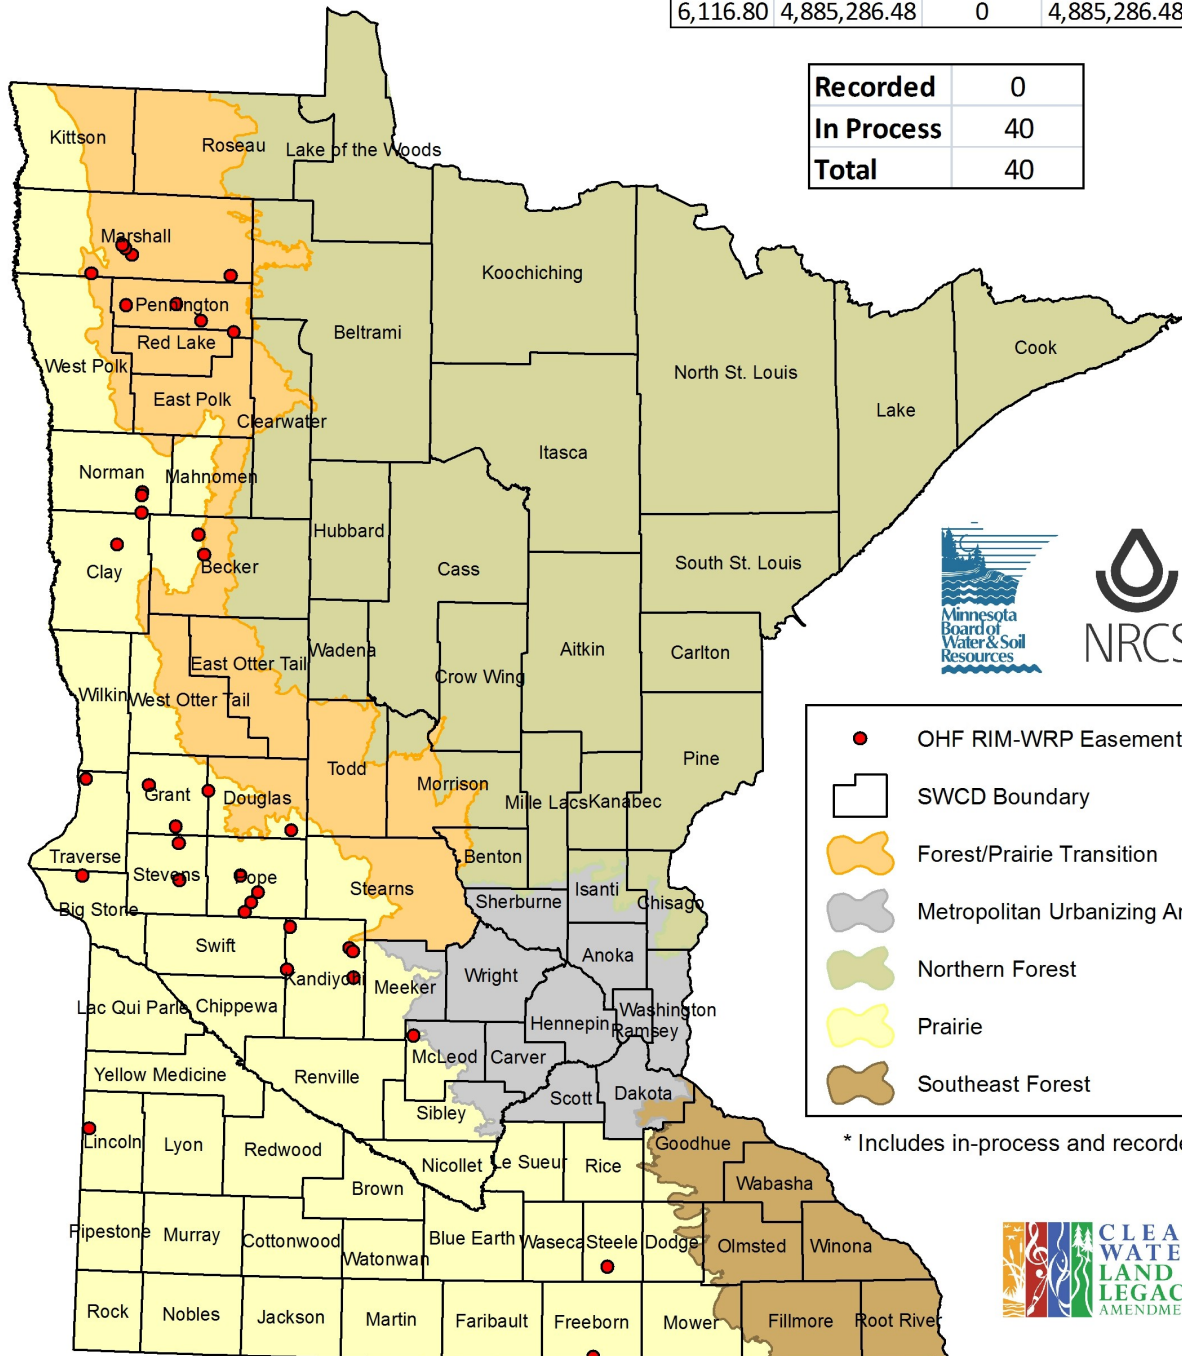 6,116.80 4,885,286.48 0 4,885,286.48
Recorded 0
In Process 40
Total 40
Kittson
Roseau
Lake of the Woods
Marshall
Koochiching
Pennington
Beltrami
Red Lake
Cook
West Polk
North St. Louis
East Polk
Lake
Clearwater
Itasca
Norman
Mahnomen
Hubbard
South St. Louis
Cass
Becker
Clay
Minnesota
Board of
Water & Soil
Resources
NRCS
Aitkin
Wadena
Carlton
East Otter Tail
Crow Wing
Wilkin
West Otter Tail
OHF RIM-WRP Easement
Pine
Todd
Morrison
SWCD Boundary
Grant
Douglas
Mille Lacs
Kanabec
Forest/Prairie Transition
Traverse
Benton
Stevens
Pope
Stearns
Isanti
Sherburne
Chisago
Big Stone
Metropolitan Urbanizing Ar
Swift
Anoka
Northern Forest
Wright
Kandiyohi
Meeker
Lac Qui Parle
Chippewa
Washington
Hennepin
Ramsey
Prairie
McLeod
Carver
Yellow Medicine
Renville
Southeast Forest
Scott
Dakota
Sibley
Lincoln
Lyon
Redwood
Goodhue
* Includes in-process and recorde
Nicollet
Le Sueur
Rice
Brown
Wabasha
Pipestone
Murray
Cottonwood
Watonwan
Blue Earth
Waseca
Steele
Dodge
Olmsted
Winona
CLEA
WATE
LAND
LEGAC
AMENDME
Rock
Nobles
Jackson
Martin
Faribault
Freeborn
Mower
Fillmore
Root River